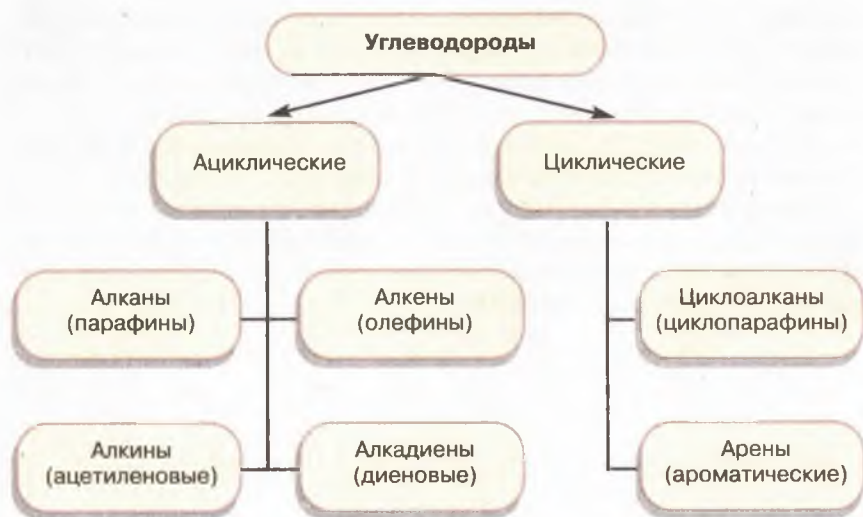 Углеводороды
Ациклические
Циклические
Алканы
(парафины)
Алкены
(олефины)
Циклоалканы
(циклопарафины)
Алкины
(ацетиленовые)
Алкадиены
(диеновые)
Арены
(ароматические)